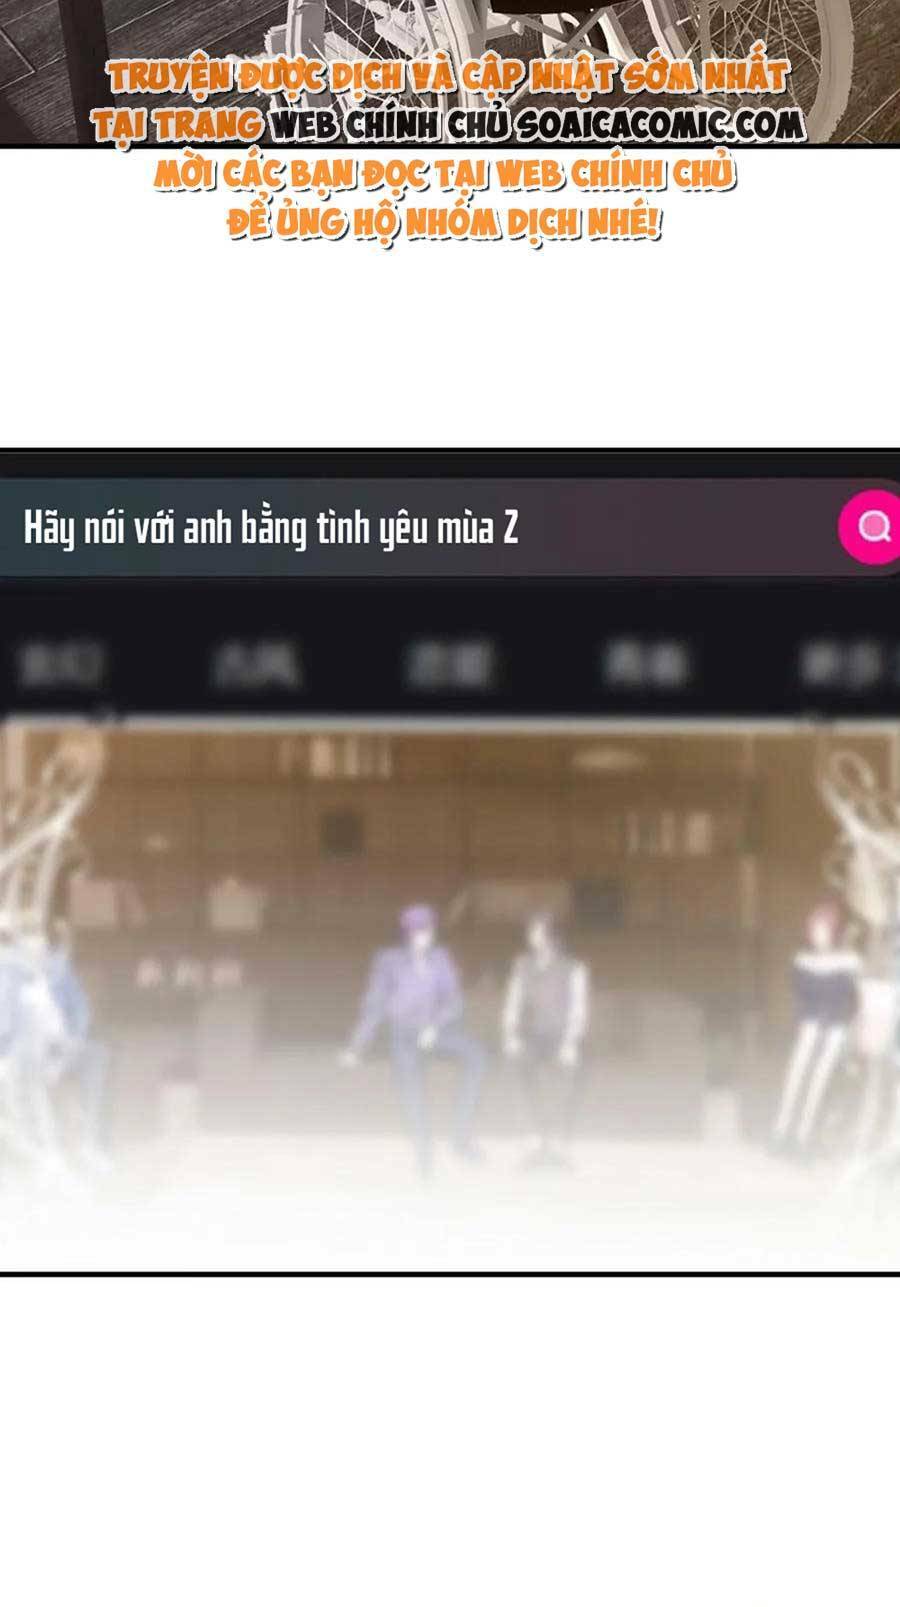 TRUYỆN ĐƯỢC DỊCH VÀ CẬP NHẬT SỚM NHẤT
TẠI TRANG WEB CHÍNH CHỦ SOAICACOMIC.COM
MỜI CÁC BẠN ĐỌC TẠI WEB CHÍNH CHỦ
ĐỂ ỦNG HỘ NHÓM DỊCH NHÉ!
Hãy nói với anh bằng tình yêu mùa 2